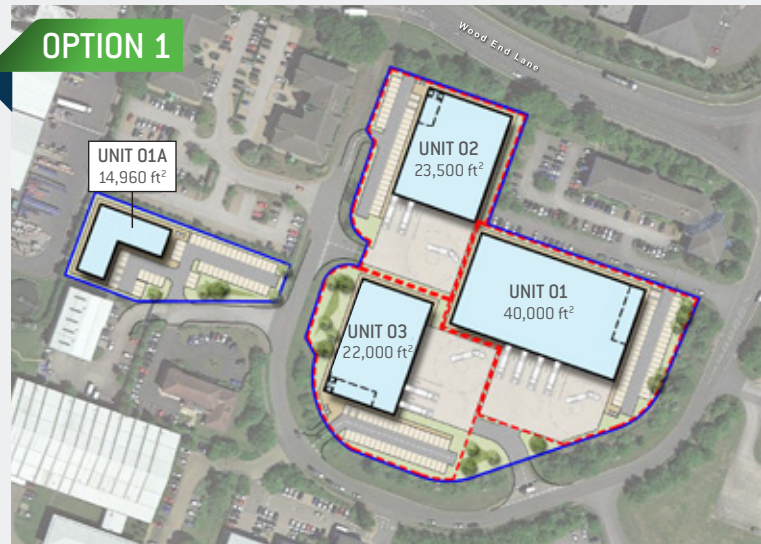 OPTION 1
Wood End Lane
UNIT 01A
14,960 ft²
UNIT 02
23,500 ft²
UNIT 01
40,000 ft²
UNIT 03
22,000 ft²